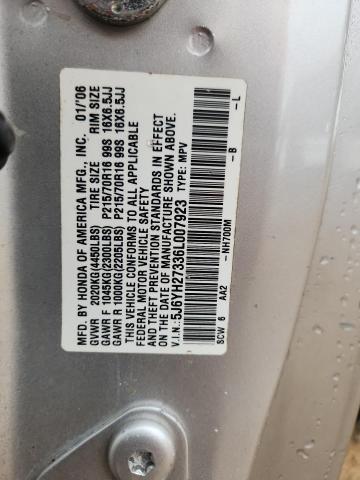 MFD. BY HONDA OF AMERICA MFG., INC. 01/'06
GVWR 2020KG(4450LBS) TIRE SIZE RIM SIZE
GAWR F 1045KG(2300LBS) P215/70R16 99S 16X6.5JJ
GAWR R 1000KG(2205LBS) P215/70R16 99S 16X6.5JJ
THIS VEHICLE CONFORMS TO ALL APPLICABLE
FEDERAL MOTOR VEHICLE SAFETY
AND THEFT PREVENTION STANDARDS IN EFFECT
ON THE DATE OF MANUFACTURE SHOWN ABOVE.
V.I.N.: 5J6YH27336L007923 TYPE: MPV
SCW 6 AA2 -NH700M -B -L